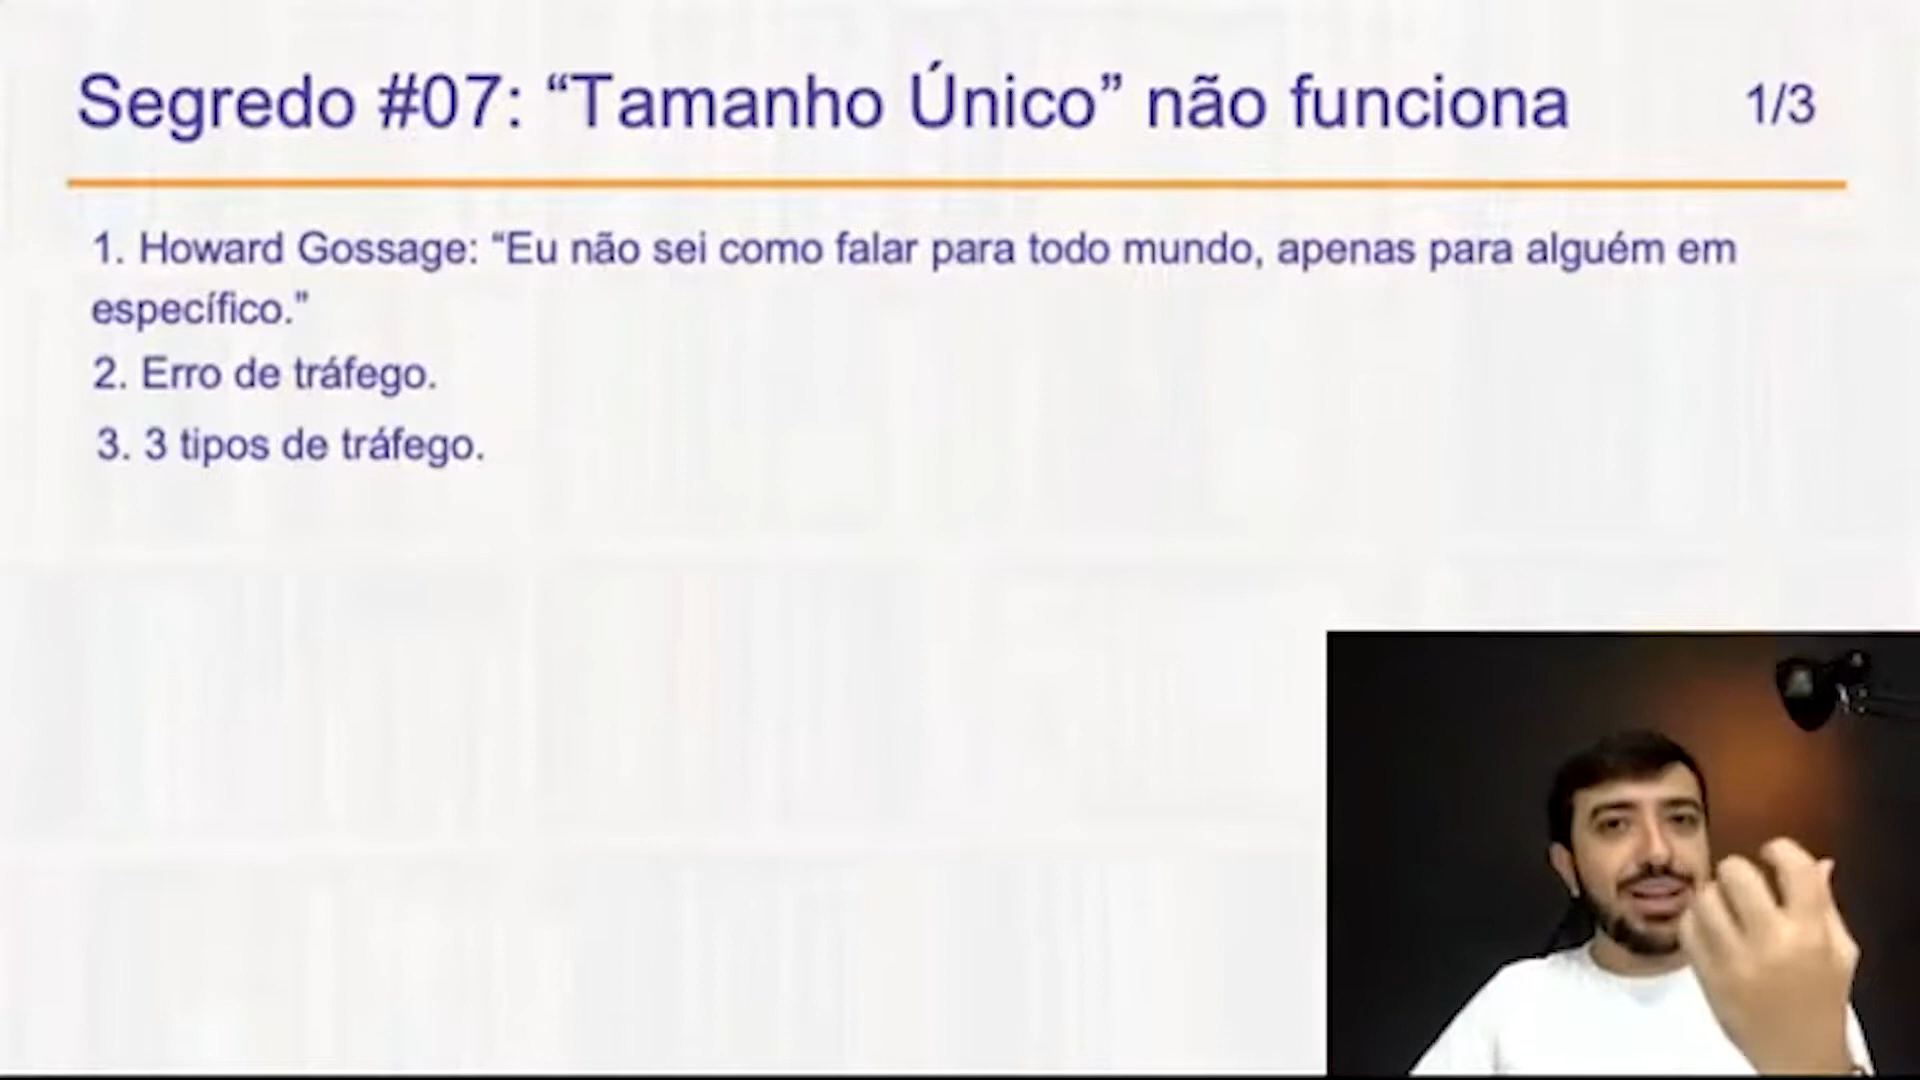 Segredo #07: “Tamanho Único” não funciona 1/3
1. Howard Gossage: “Eu não sei como falar para todo mundo, apenas para alguém em
específico.”
2. Erro de tráfego.
3. 3 tipos de tráfego.